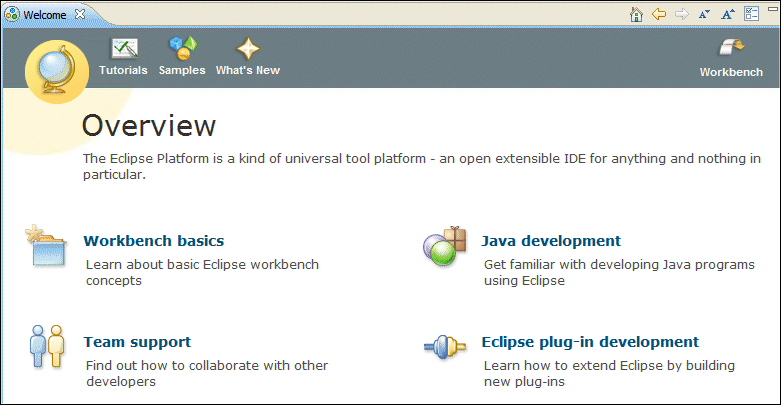 Welcome
Tutorials
Samples
What's New
Workbench
Overview
The Eclipse Platform is a kind of universal tool platform - an open extensible IDE for anything and nothing in
particular.
Workbench basics
Learn about basic Eclipse workbench
concepts
Java development
Get familiar with developing Java programs
using Eclipse
Team support
Find out how to collaborate with other
developers
Eclipse plug-in development
Learn how to extend Eclipse by building
new plug-ins